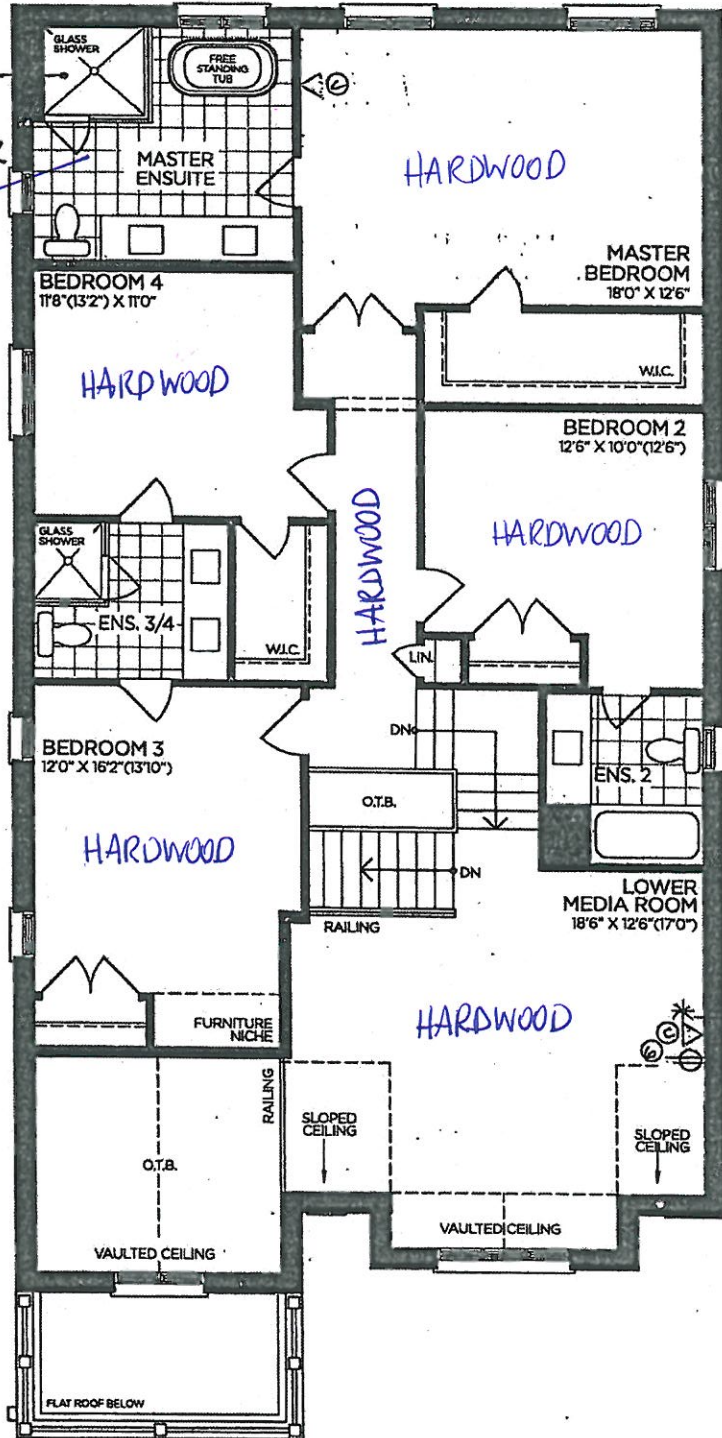 GLASS
SHOWER
FREE
STANDING
TUB
C
MASTER
ENSUITE
HARDWOOD
MASTER
BEDROOM
18'0" X 12'6"
BEDROOM 4
11'8"(13'2") X 11'0"
HARDWOOD
W.I.C.
BEDROOM 2
12'6" X 10'0"(12'6")
HARDWOOD
HARDWOOD
GLASS
SHOWER
ENS. 3/4
W.I.C.
LIN.
BEDROOM 3
12'0" X 16'2"(13'10")
DN
ENS. 2
O.T.B.
HARDWOOD
DN
RAILING
LOWER
MEDIA ROOM
18'6" X 12'6"(17'0")
HARDWOOD
C
6
FURNITURE
NICHE
RAILING
O.T.B.
SLOPED
CEILING
SLOPED
CEILING
VAULTED CEILING
VAULTED CEILING
FLAT ROOF BELOW